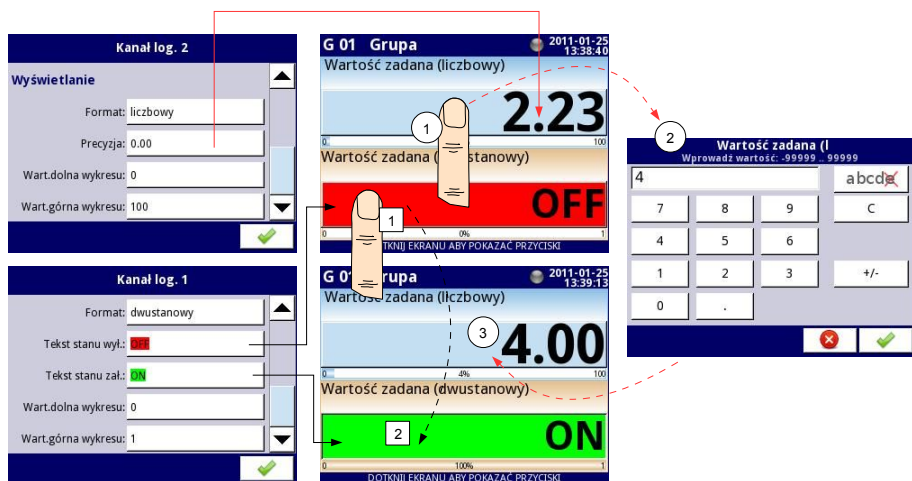 Kanał log. 2
Wyświetlanie
Format: liczbowy
Precyzja: 0.00
Wart.dolna wykresu: 0
Wart.górna wykresu: 100
Kanał log. 1
Format: dwustanowy
Tekst stanu wył.: OFF
Tekst stanu zał.: ON
Wart.dolna wykresu: 0
Wart.górna wykresu: 1
G 01 Grupa
2011-01-25
13:38:40
Wartość zadana (liczbowy)
1
2.23
0 100
Wartość zadana ( stanowy)
1
OFF
0 0% 1
OTKNIJ EKRANU ABY POKAZAĆ PRZYCISKI
G 01 rupa
2011-01-25
13:39:13
Wartość zadana (liczbowy)
3
4.00
0 4% 100
Wartość zadana (dwustanowy)
2
ON
0 100% 1
DOTKNIJ EKRANU ABY POKAZAĆ PRZYCISKI
2
Wartość zadana (l
Wprowadź wartość: -99999 .. 99999
4
abcde
7 8 9 C
4 5 6
1 2 3 +/-
0 .